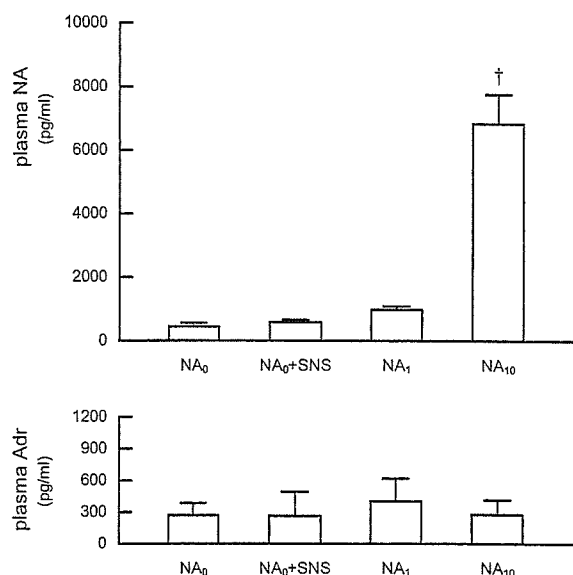 10000
8000
6000
4000
2000
0
plasma NA
(pg/ml)
†
NA₀ NA₀+SNS NA₁ NA₁₀
1200
900
600
300
0
plasma Adr
(pg/ml)
NA₀ NA₀+SNS NA₁ NA₁₀